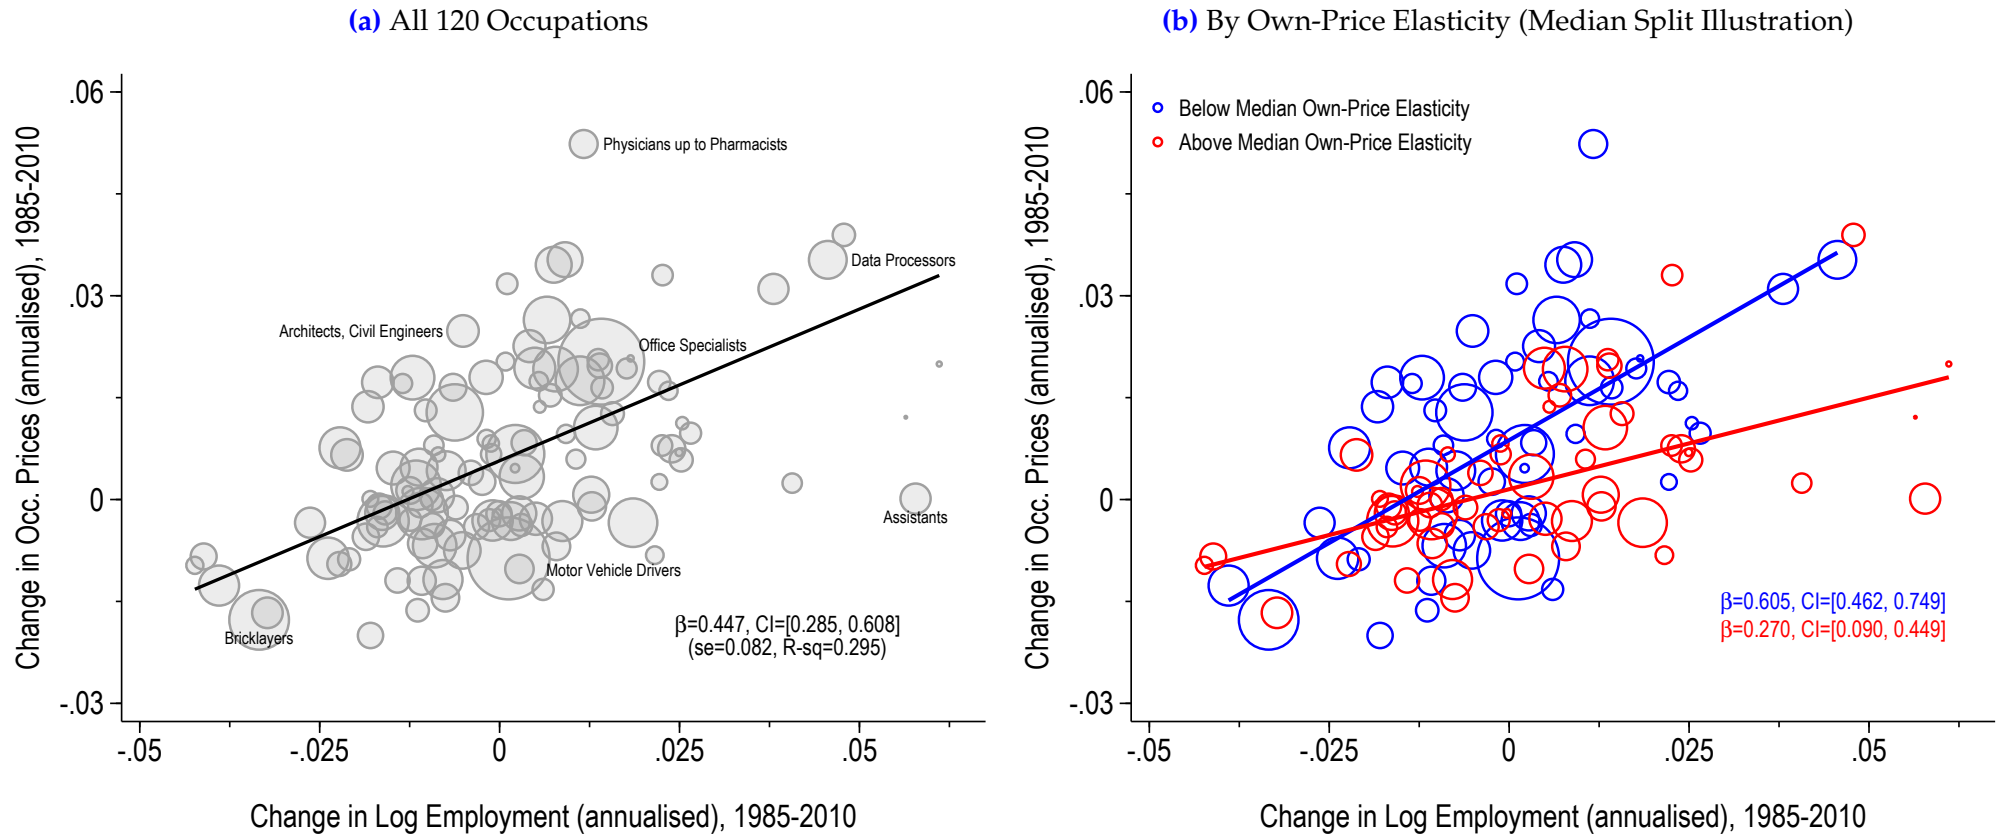 (a) All 120 Occupations
Change in Occ. Prices (annualised), 1985-2010
.06
.03
0
-.03
Physicians up to Pharmacists
Data Processors
Architects, Civil Engineers
Office Specialists
Assistants
Motor Vehicle Drivers
Bricklayers
β=0.447, CI=[0.285, 0.608]
(se=0.082, R-sq=0.295)
-.05 -.025 0 .025 .05
Change in Log Employment (annualised), 1985-2010
(b) By Own-Price Elasticity (Median Split Illustration)
Change in Occ. Prices (annualised), 1985-2010
.06
.03
0
-.03
Below Median Own-Price Elasticity
Above Median Own-Price Elasticity
β=0.605, CI=[0.462, 0.749]
β=0.270, CI=[0.090, 0.449]
-.05 -.025 0 .025 .05
Change in Log Employment (annualised), 1985-2010